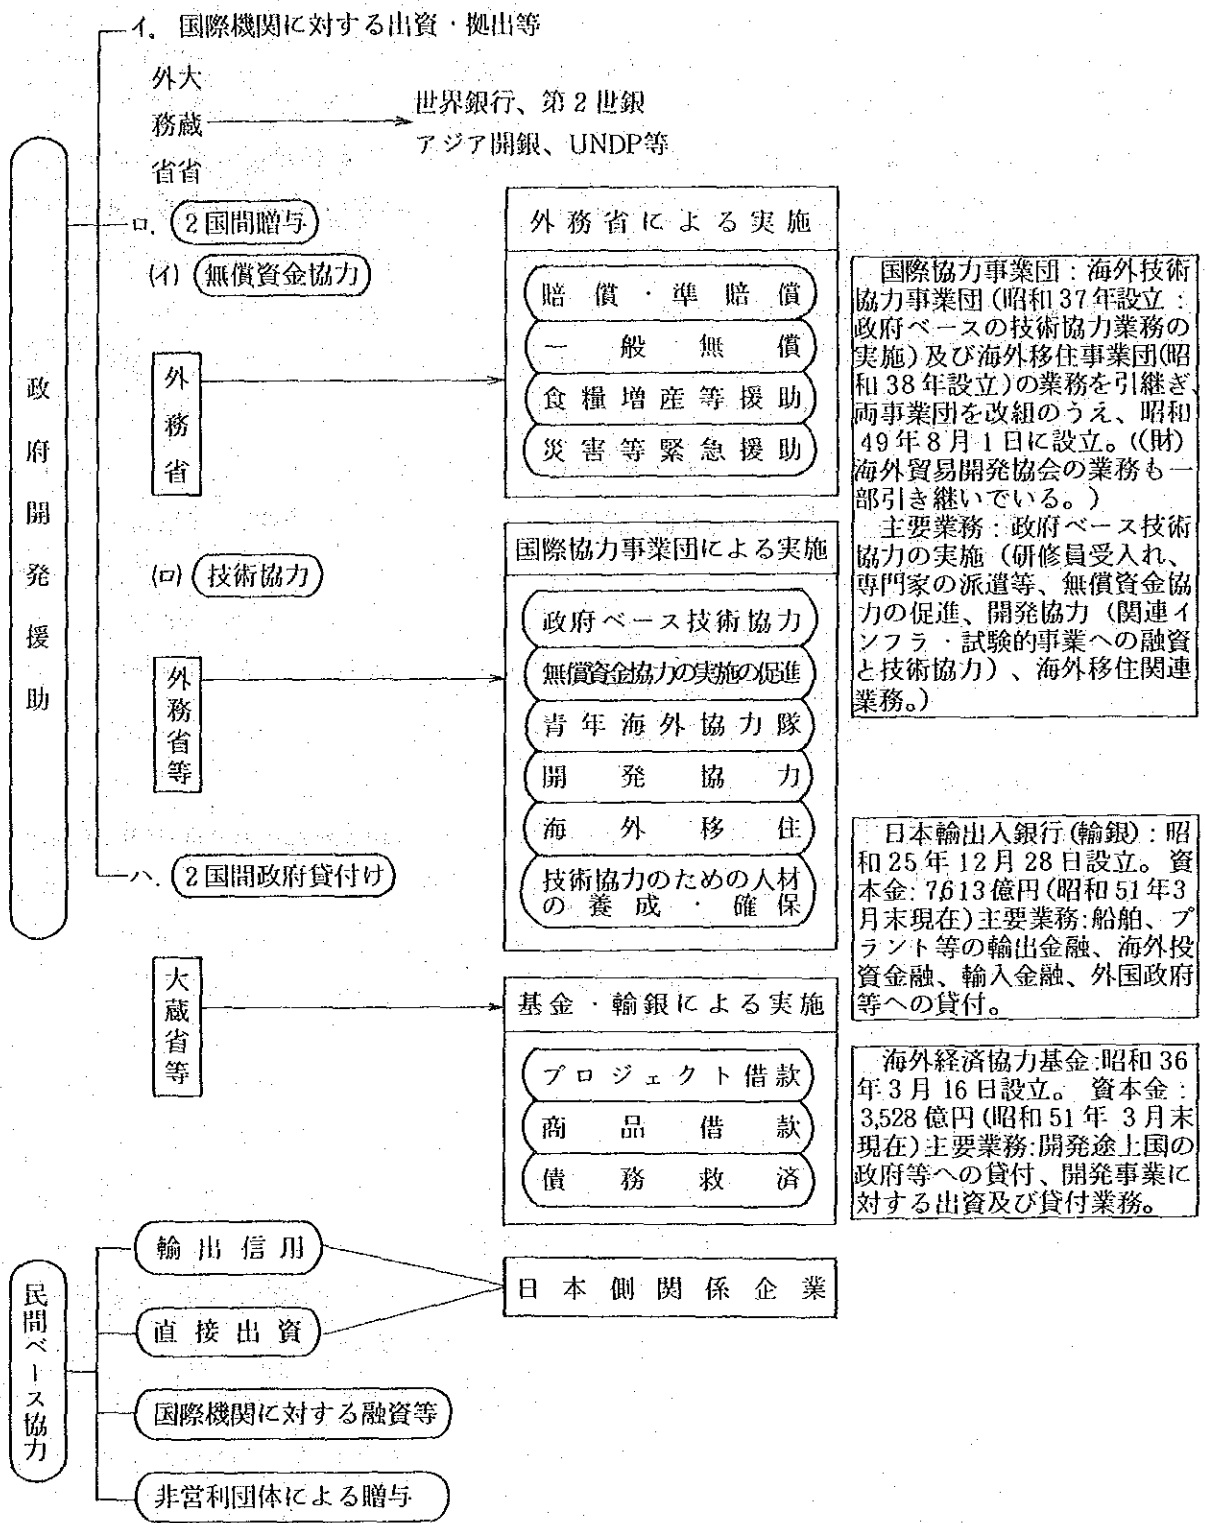 政府開発援助
イ. 国際機関に対する出資・拠出等
外務省
大蔵省
世界銀行、第2世銀
アジア開銀、UNDP等
ロ. 2国間贈与
(イ) 無償資金協力
外務省
外務省による実施
賠償・準賠償
一般無償
食糧増産等援助
災害等緊急援助
(ロ) 技術協力
外務省等
国際協力事業団による実施
政府ベース技術協力
無償資金協力の実施の促進
青年海外協力隊
開発協力
海外移住
技術協力のための人材
の養成・確保
ハ. 2国間政府貸付け
大蔵省等
基金・輸銀による実施
プロジェクト借款
商品借款
債務救済
国際協力事業団:海外技術
協力事業団(昭和37年設立:
政府ベースの技術協力業務の
実施)及び海外移住事業団(昭
和38年設立)の業務を引継ぎ、
両事業団を改組のうえ、昭和
49年8月1日に設立。((財)
海外貿易開発協会の業務も一
部引き継いでいる。)
主要業務:政府ベース技術
協力の実施(研修員受入れ、
専門家の派遣等、無償資金協
力の促進、開発協力(関連イ
ンフラ・試験的事業への融資
と技術協力)、海外移住関連
業務。)
日本輸出入銀行(輸銀):昭
和25年12月28日設立。資
本金:7,613億円(昭和51年3
月末現在)主要業務:船舶、プ
ラント等の輸出金融、海外投
資金融、輸入金融、外国政府
等への貸付。
海外経済協力基金:昭和36
年3月16日設立。資本金:
3,528億円(昭和51年3月末
現在)主要業務:開発途上国の
政府等への貸付、開発事業に
対する出資及び貸付業務。
民間ベース協力
輸出信用
直接出資
日本側関係企業
国際機関に対する融資等
非営利団体による贈与